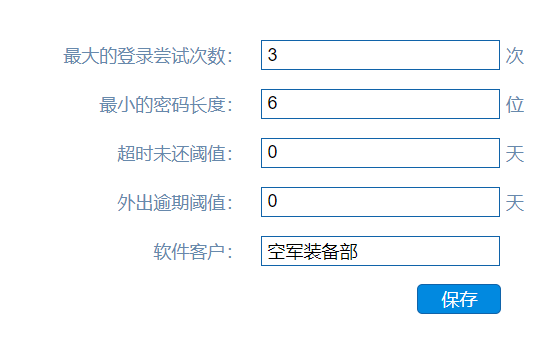 最大的登录尝试次数： 3 次
最小的密码长度： 6 位
超时未还阈值： 0 天
外出逾期阈值： 0 天
软件客户： 空军装备部
保存